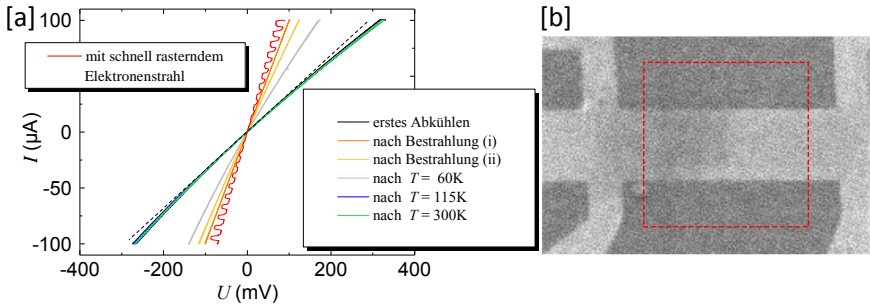 [a]
[b]
mit schnell rasterndem
Elektronenstrahl
erstes Abkühlen
nach Bestrahlung (i)
nach Bestrahlung (ii)
nach T = 60K
nach T = 115K
nach T = 300K
I (µA)
100
50
0
-50
-100
-400 -200 0 200 400
U (mV)